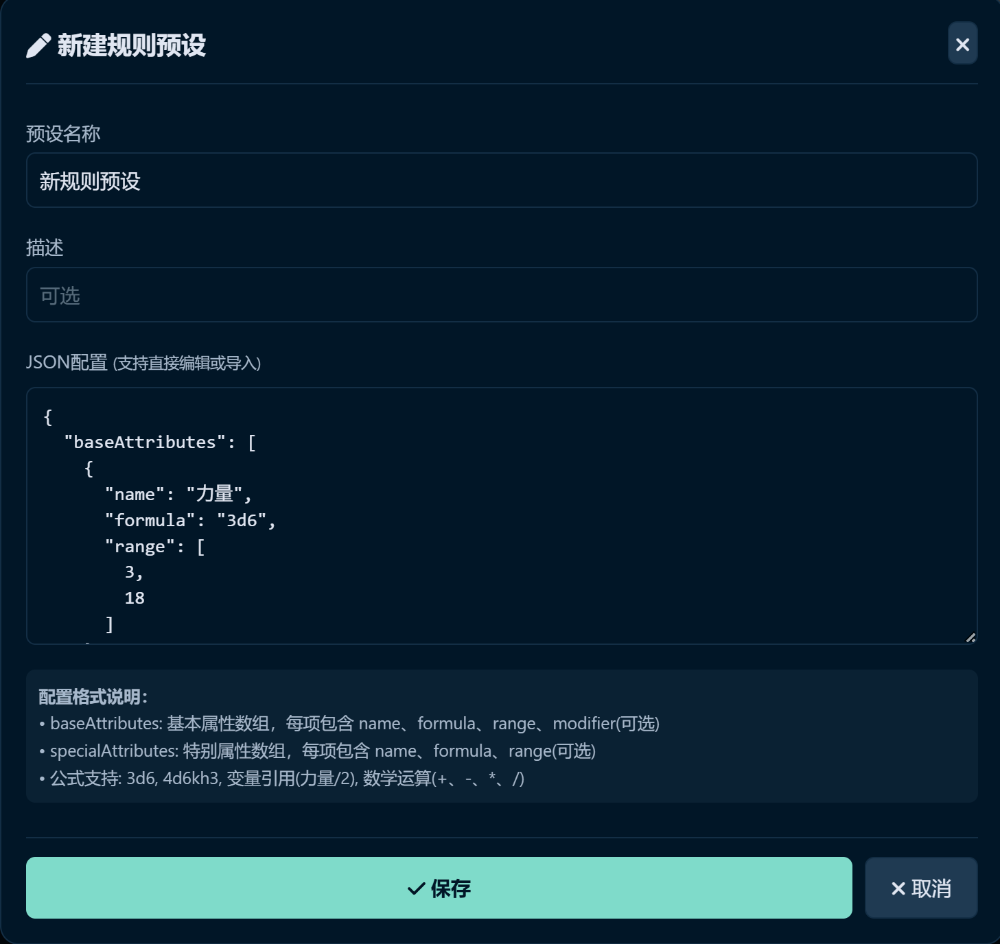 新建规则预设
预设名称
新规则预设
描述
可选
JSON配置 (支持直接编辑或导入)
{
"baseAttributes": [
{
"name": "力量",
"formula": "3d6",
"range": [
3,
18
]
配置格式说明：
• baseAttributes: 基本属性数组，每项包含 name、formula、range、modifier(可选)
• specialAttributes: 特别属性数组，每项包含 name、formula、range(可选)
• 公式支持: 3d6, 4d6kh3, 变量引用(力量/2), 数学运算(+、-、*、/)
保存
取消